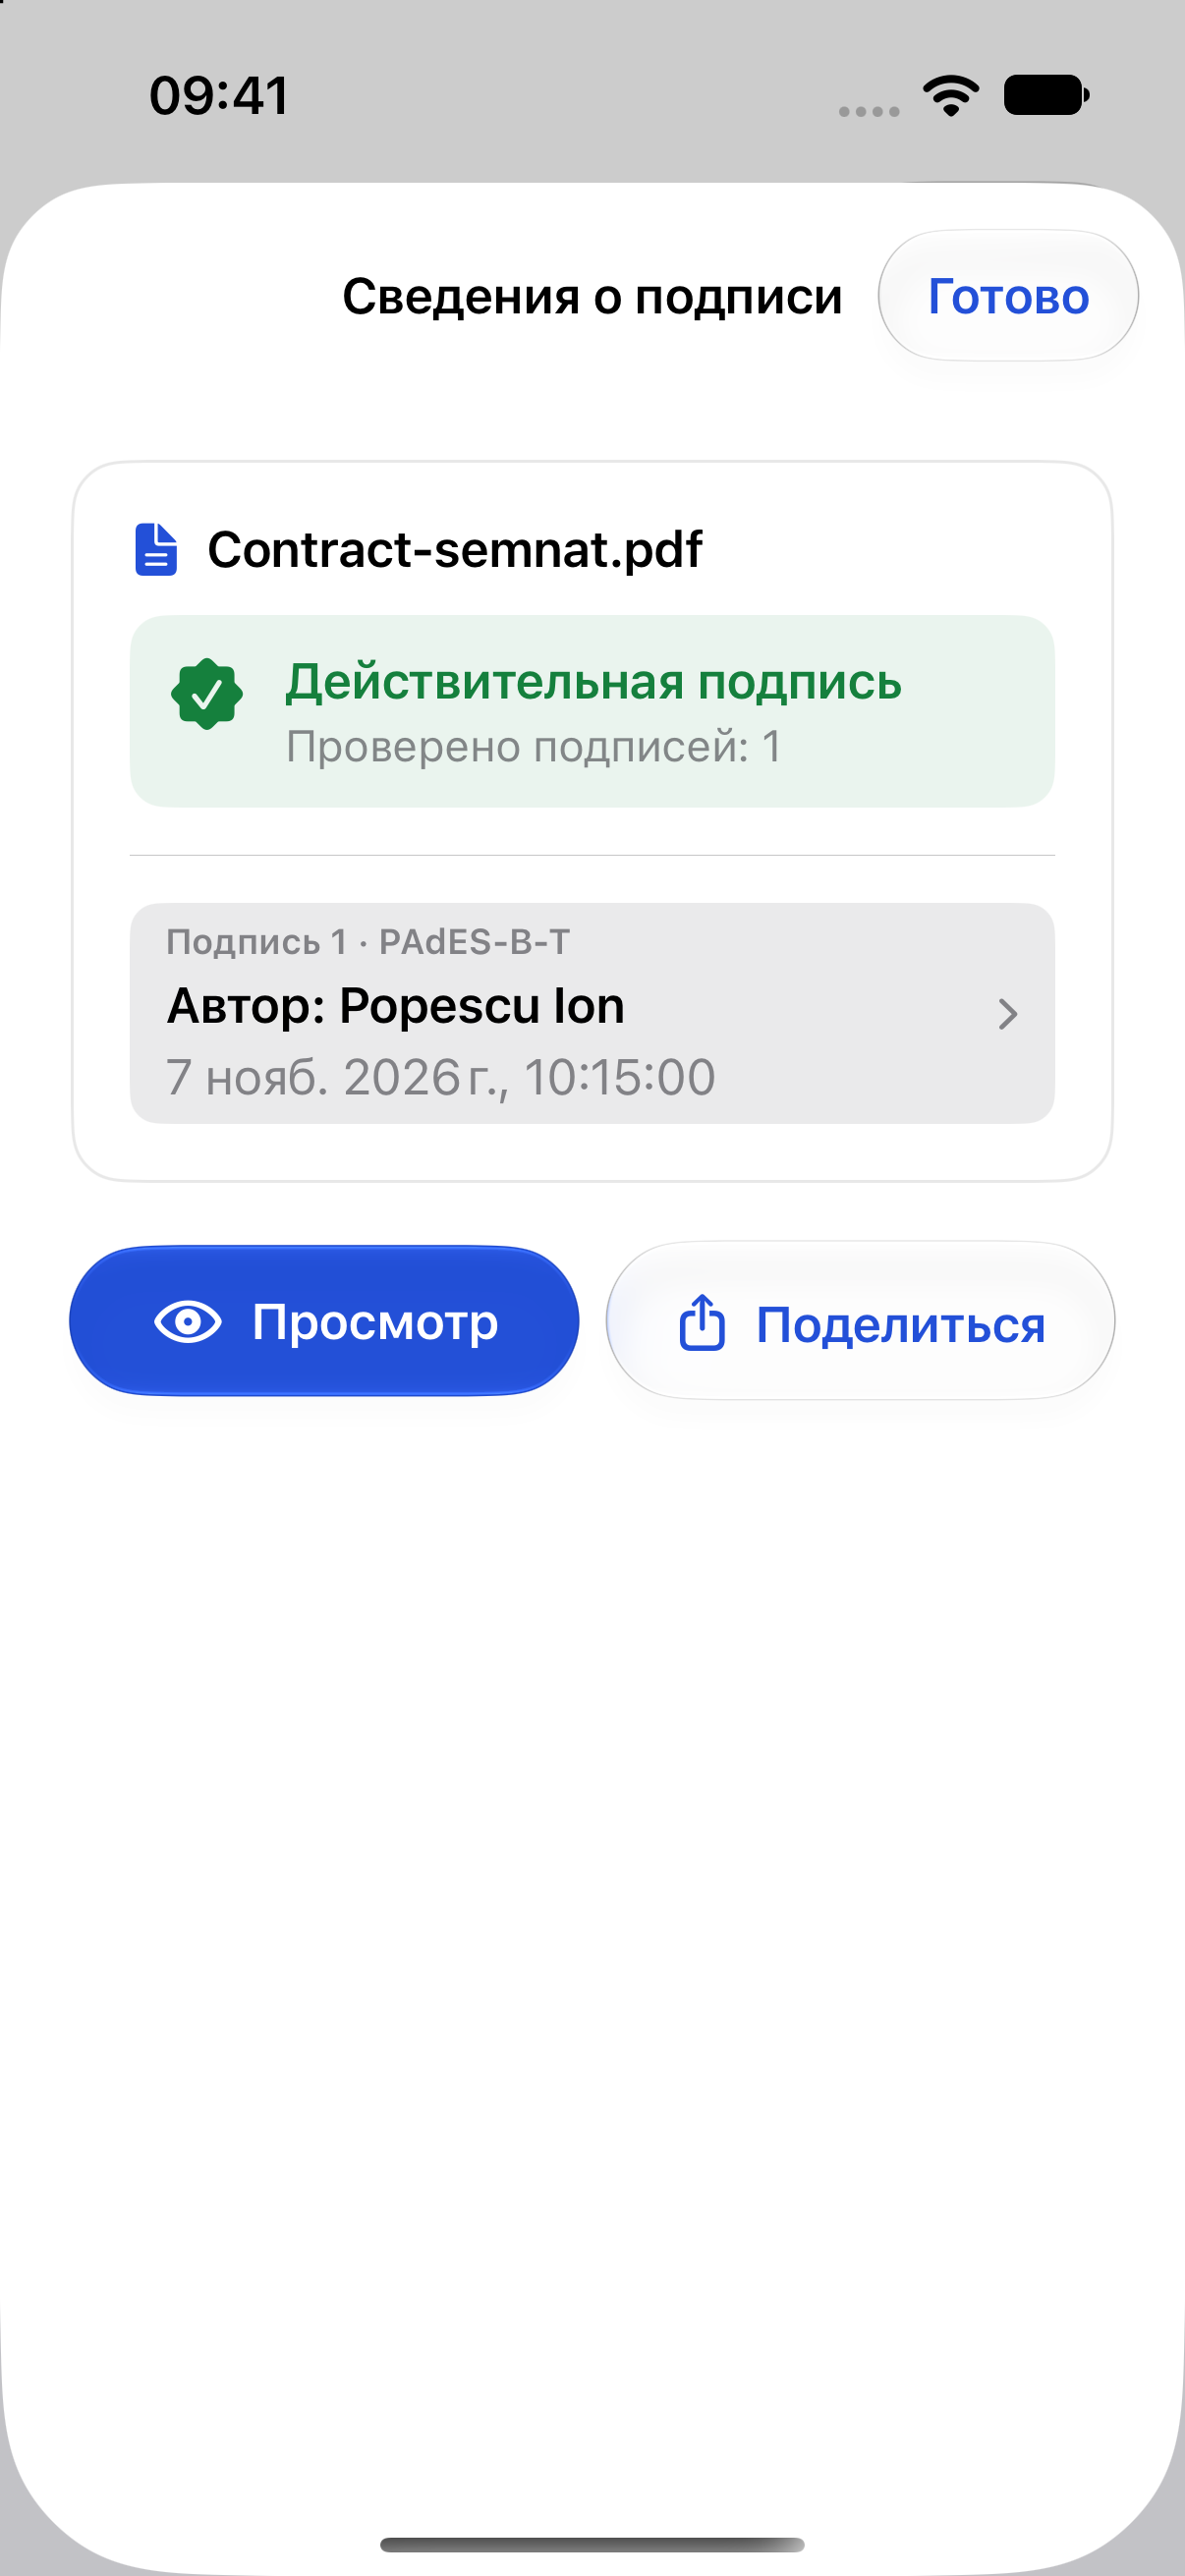 09:41
Сведения о подписи
Готово
Contract-semnat.pdf
Действительная подпись
Проверено подписей: 1
Подпись 1 · PAdES-B-T
Автор: Popescu Ion
7 нояб. 2026 г., 10:15:00
Просмотр
Поделиться